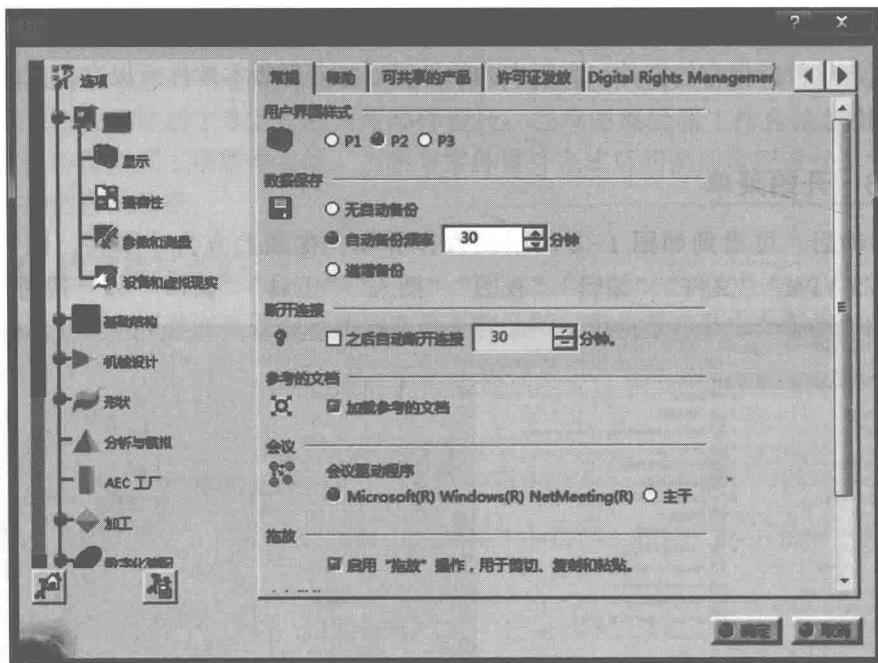 ? X
选项
显示
兼容性
参数和测量
设备和虚拟现实
基础结构
机械设计
形状
分析与模拟
AEC 工厂
加工
数字化装配
常规 帮助 可共享的产品 许可证发放 Digital Rights Managemen
用户界面样式
P1 P2 P3
数据保存
无自动备份
自动备份频率 30 分钟
递增备份
断开连接
之后自动断开连接 30 分钟。
参考的文档
加载参考的文档
会议
会议驱动程序
Microsoft(R) Windows(R) NetMeeting(R) 主干
拖放
启用“拖放”操作，用于剪切、复制和粘贴。
确定 取消